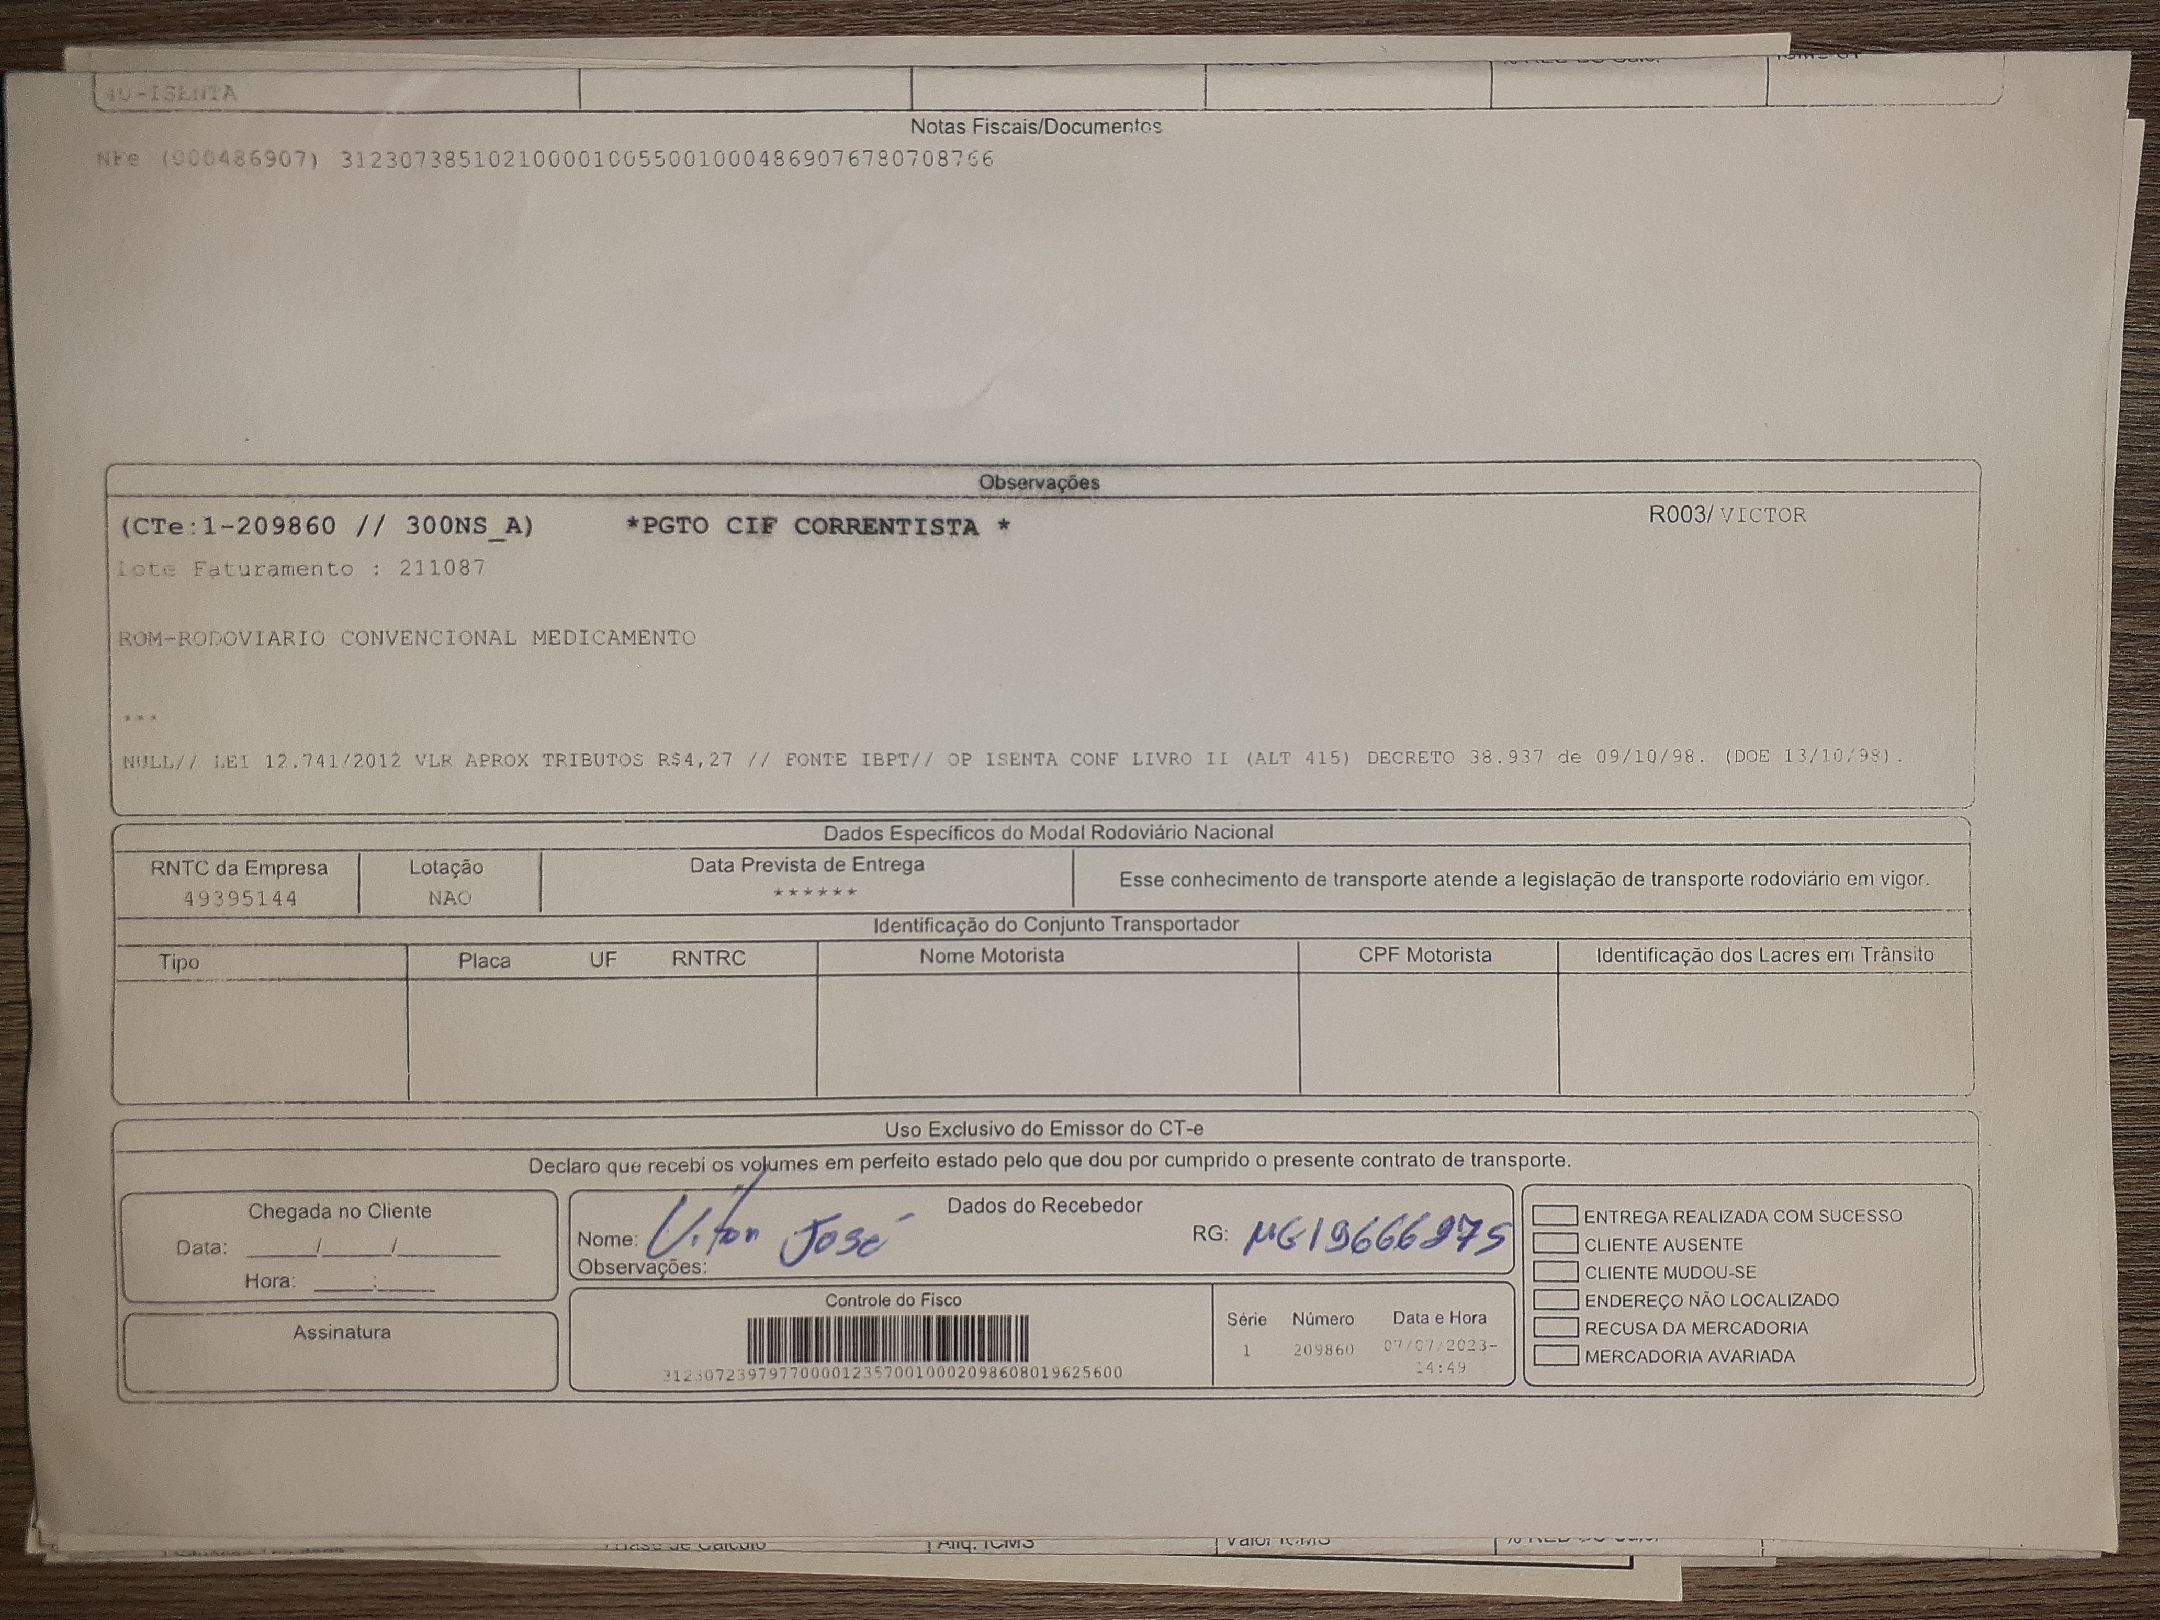 40-ISENTA
Notas Fiscais/Documentos
NFe (000486907) 31230738510210000100550010004869076780708766
Observações
(CTe:1-209860 // 300NS_A) *PGTO CIF CORRENTISTA * R003/ VICTOR
Lote Faturamento : 211087
ROM-RODOVIARIO CONVENCIONAL MEDICAMENTO
***
NULL// LEI 12.741/2012 VLR APROX TRIBUTOS R$4,27 // FONTE IBPT// OP ISENTA CONF LIVRO II (ALT 415) DECRETO 38.937 de 09/10/98. (DOE 13/10/98).
Dados Específicos do Modal Rodoviário Nacional
RNTC da Empresa Lotação Data Prevista de Entrega Esse conhecimento de transporte atende a legislação de transporte rodoviário em vigor.
49395144 NAO ******
Identificação do Conjunto Transportador
Tipo Placa UF RNTRC Nome Motorista CPF Motorista Identificação dos Lacres em Trânsito
Uso Exclusivo do Emissor do CT-e
Declaro que recebi os volumes em perfeito estado pelo que dou por cumprido o presente contrato de transporte.
Chegada no Cliente
Data: ____/____/____
Hora: ____:____
Assinatura
Dados do Recebedor
Nome: José RG: MG19666975
Observações:
Controle do Fisco
31230723979770000123570010002098608019625600
Série Número Data e Hora
1 209860 07/07/2023-
14:49
ENTREGA REALIZADA COM SUCESSO
CLIENTE AUSENTE
CLIENTE MUDOU-SE
ENDEREÇO NÃO LOCALIZADO
RECUSA DA MERCADORIA
MERCADORIA AVARIADA
Base de Cálculo Alíq. ICMS Valor ICMS